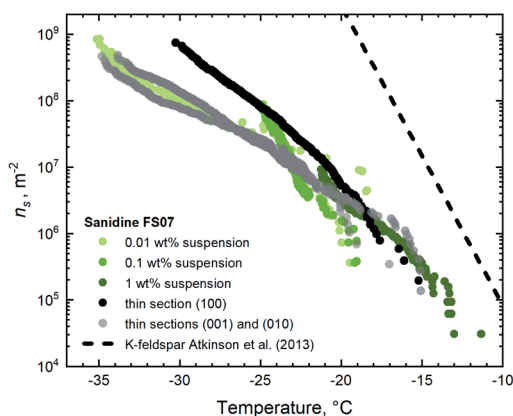 10⁹
10⁸
10⁷
10⁶
10⁵
10⁴
nₛ, m⁻²
Sanidine FS07
0.01 wt% suspension
0.1 wt% suspension
1 wt% suspension
thin section (100)
thin sections (001) and (010)
K-feldspar Atkinson et al. (2013)
-35 -30 -25 -20 -15 -10
Temperature, °C